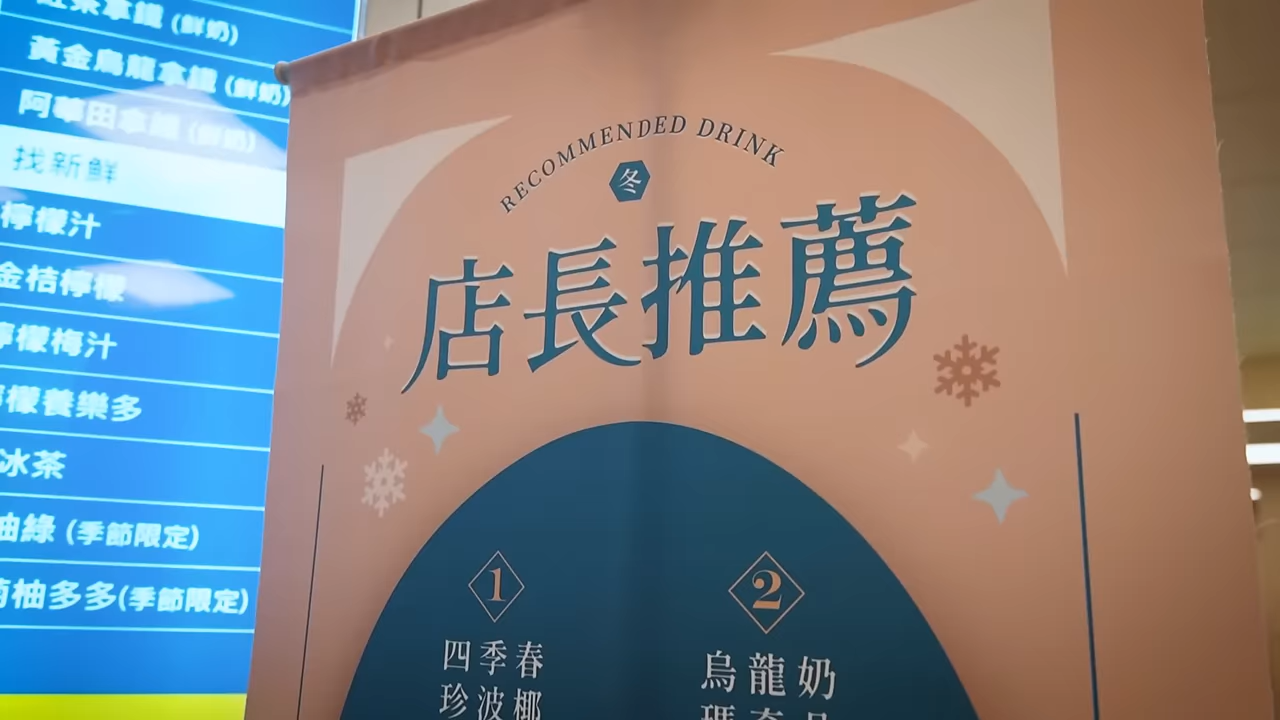 紅茶拿鐵 (鮮奶)
黃金烏龍拿鐵 (鮮奶)
阿華田拿鐵 (鮮奶)
找新鮮
檸檬汁
金桔檸檬
檸檬梅汁
檸檬養樂多
冰茶
柚綠 (季節限定)
柚多多(季節限定)
RECOMMENDED DRINK
冬
店長推薦
1
四季春
珍波椰
2
烏龍奶